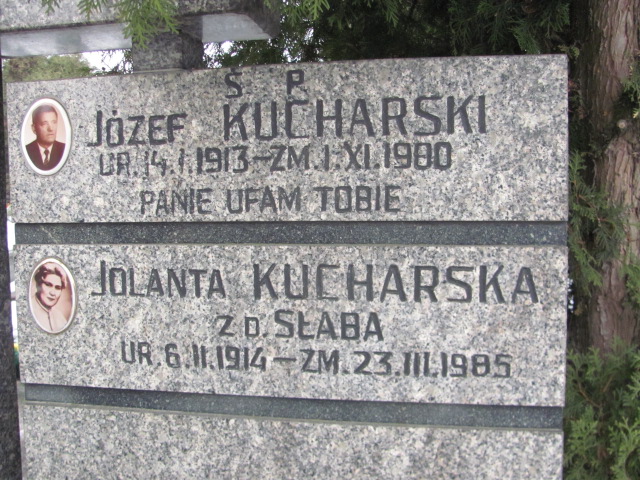 Ś P
JÓZEF KUCHARSKI
UR. 14.I.1913 – ZM. 1.XI.1980
PANIE UFAM TOBIE
JOLANTA KUCHARSKA
Z D. SŁABA
UR. 6.II.1914 – ZM. 23.III.1985